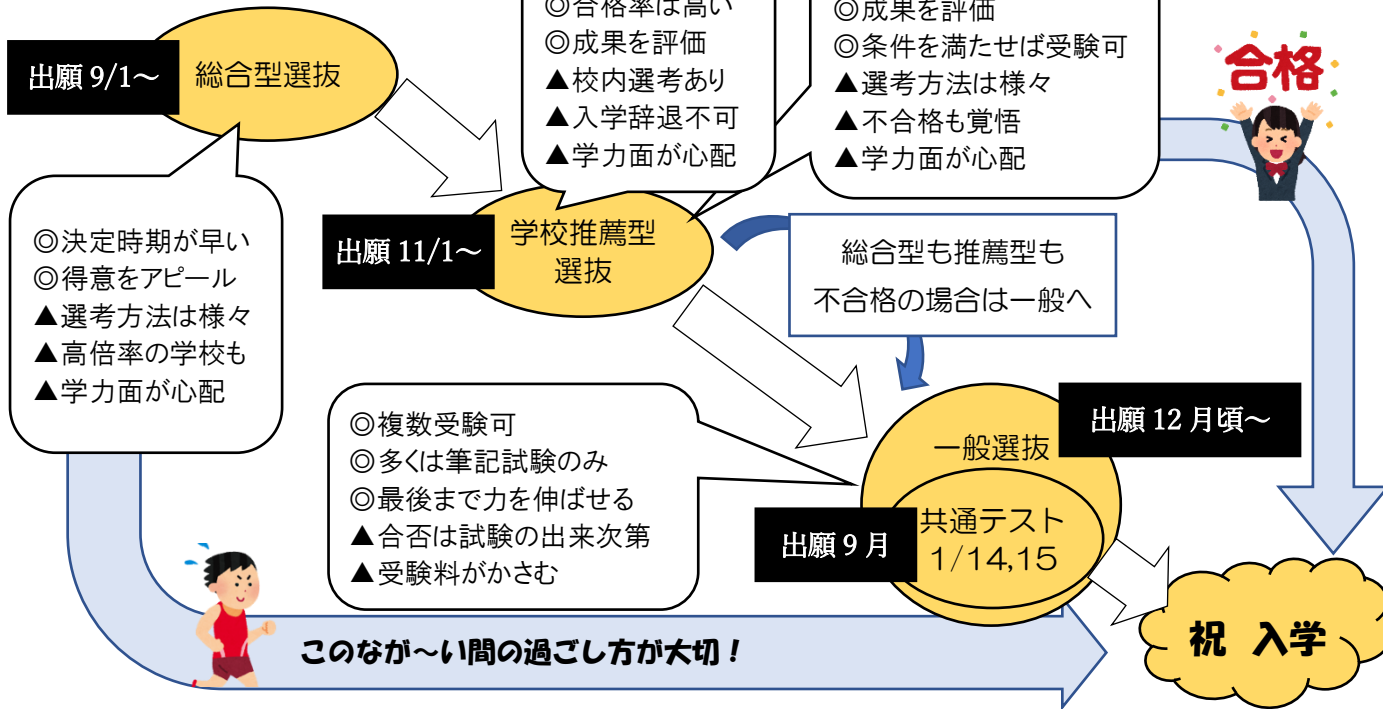 出願 9/1～
総合型選抜
◎決定時期が早い
◎得意をアピール
▲選考方法は様々
▲高倍率の学校も
▲学力面が心配
◎合格率は高い
◎成果を評価
▲校内選考あり
▲入学辞退不可
▲学力面が心配
◎成果を評価
◎条件を満たせば受験可
▲選考方法は様々
▲不合格も覚悟
▲学力面が心配
合格
出願 11/1～
学校推薦型
選抜
総合型も推薦型も
不合格の場合は一般へ
◎複数受験可
◎多くは筆記試験のみ
◎最後まで力を伸ばせる
▲合否は試験の出来次第
▲受験料がかさむ
出願 12 月頃～
一般選抜
出願 9 月
共通テスト
1/14,15
このなが～い間の過ごし方が大切！
祝 入学